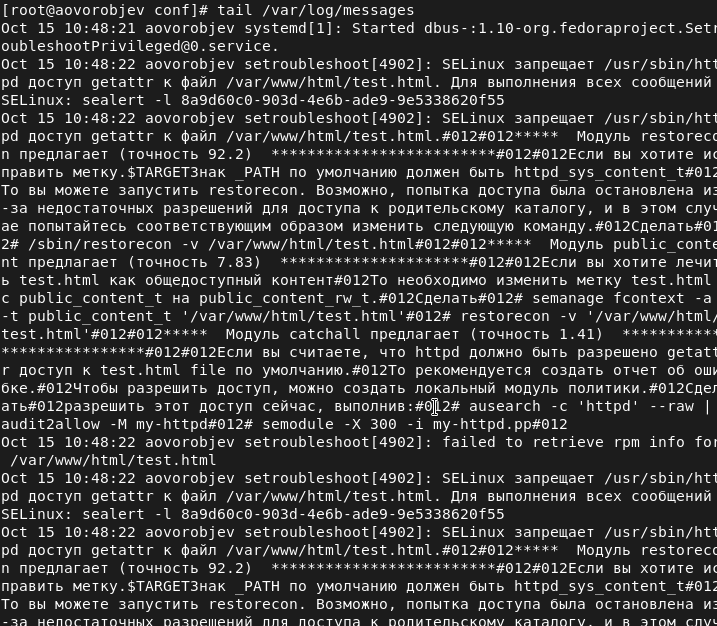 [root@aovorobjev conf]# tail /var/log/messages
Oct 15 10:48:21 aovorobjev systemd[1]: Started dbus-:1.10-org.fedoraproject.Setr
oubleshootPrivileged@0.service.
Oct 15 10:48:22 aovorobjev setroubleshoot[4902]: SELinux запрещает /usr/sbin/htt
pd доступ getattr к файл /var/www/html/test.html. Для выполнения всех сообщений
SELinux: sealert -l 8a9d60c0-903d-4e6b-ade9-9e5338620f55
Oct 15 10:48:22 aovorobjev setroubleshoot[4902]: SELinux запрещает /usr/sbin/htt
pd доступ getattr к файл /var/www/html/test.html.#012#012*****  Модуль restoreco
n предлагает (точность 92.2)  *************************#012#012Если вы хотите ис
править метку.$TARGETЗнак _PATH по умолчанию должен быть httpd_sys_content_t#012
То вы можете запустить restorecon. Возможно, попытка доступа была остановлена из
-за недостаточных разрешений для доступа к родительскому каталогу, и в этом случ
ае попытайтесь соответствующим образом изменить следующую команду.#012Сделать#01
2# /sbin/restorecon -v /var/www/html/test.html#012#012*****  Модуль public_conte
nt предлагает (точность 7.83)  *********************#012#012Если вы хотите лечит
ь test.html как общедоступный контент#012То необходимо изменить метку test.html
с public_content_t на public_content_rw_t.#012Сделать#012# semanage fcontext -a
-t public_content_t '/var/www/html/test.html'#012# restorecon -v '/var/www/html/
test.html'#012#012*****  Модуль catchall предлагает (точность 1.41)  **********
****************#012#012Если вы считаете, что httpd должно быть разрешено getatt
r доступ к test.html file по умолчанию.#012То рекомендуется создать отчет об оши
бке.#012Чтобы разрешить доступ, можно создать локальный модуль политики.#012Сдел
ать#012разрешить этот доступ сейчас, выполнив:#012# ausearch -c 'httpd' --raw |
audit2allow -M my-httpd#012# semodule -X 300 -i my-httpd.pp#012
Oct 15 10:48:22 aovorobjev setroubleshoot[4902]: failed to retrieve rpm info for
 /var/www/html/test.html
Oct 15 10:48:22 aovorobjev setroubleshoot[4902]: SELinux запрещает /usr/sbin/htt
pd доступ getattr к файл /var/www/html/test.html. Для выполнения всех сообщений
SELinux: sealert -l 8a9d60c0-903d-4e6b-ade9-9e5338620f55
Oct 15 10:48:22 aovorobjev setroubleshoot[4902]: SELinux запрещает /usr/sbin/htt
pd доступ getattr к файл /var/www/html/test.html.#012#012*****  Модуль restoreco
n предлагает (точность 92.2)  *************************#012#012Если вы хотите ис
править метку.$TARGETЗнак _PATH по умолчанию должен быть httpd_sys_content_t#012
То вы можете запустить restorecon. Возможно, попытка доступа была остановлена из
-за недостаточных разрешений для доступа к родительскому каталогу, и в этом случ